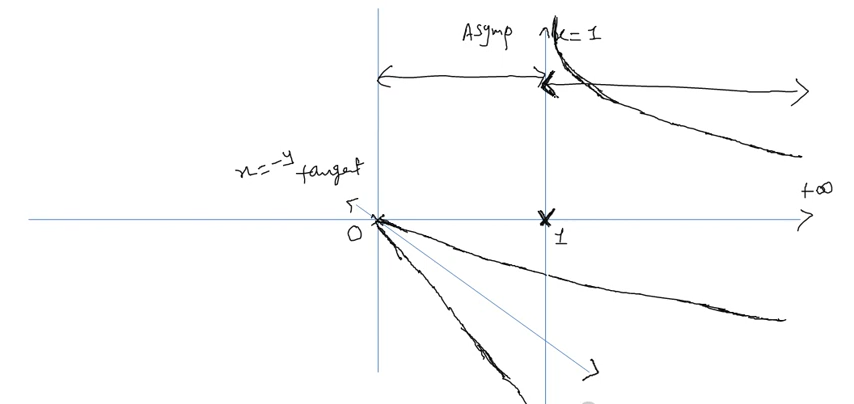 Asymp x = 1
x = -y tangent
+∞
0
1